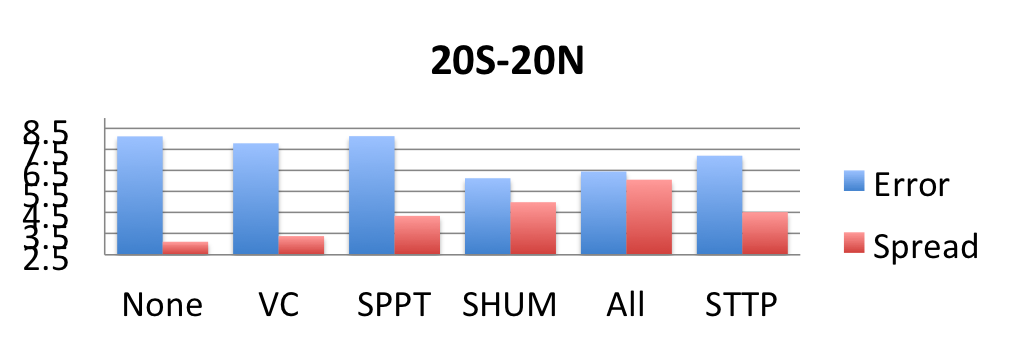 20S-20N
8.5
7.5
6.5
5.5
4.5
3.5
2.5
Error
Spread
None VC SPPT SHUM All STTP